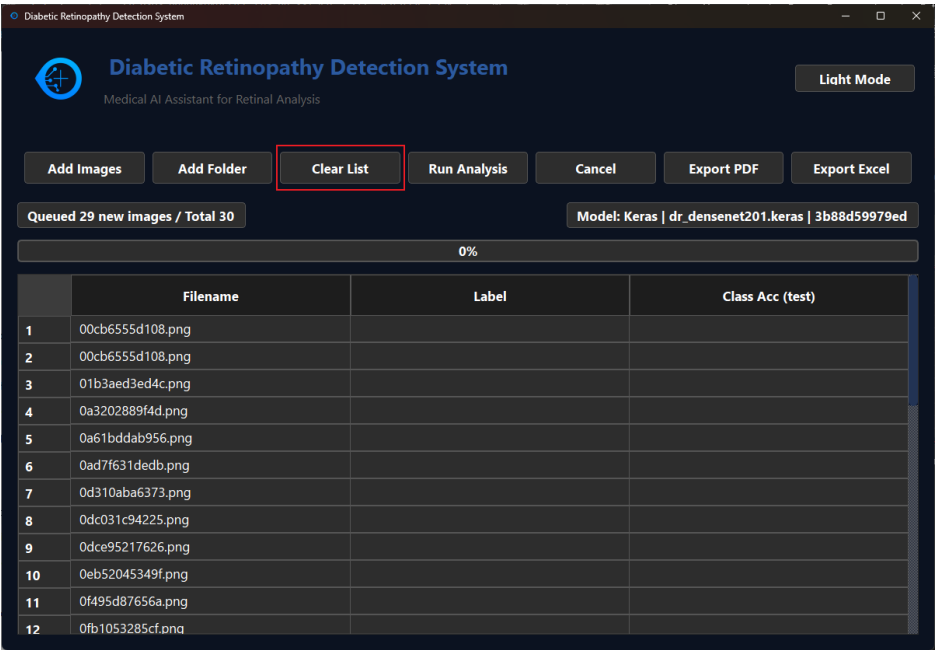 Diabetic Retinopathy Detection System
Diabetic Retinopathy Detection System
Medical AI Assistant for Retinal Analysis
Light Mode
Add Images Add Folder Clear List Run Analysis Cancel Export PDF Export Excel
Queued 29 new images / Total 30 Model: Keras | dr_densenet201.keras | 3b88d59979ed
0%
Filename Label Class Acc (test)
1 00cb6555d108.png
2 00cb6555d108.png
3 01b3aed3ed4c.png
4 0a3202889f4d.png
5 0a61bddab956.png
6 0ad7f631dedb.png
7 0d310aba6373.png
8 0dc031c94225.png
9 0dce95217626.png
10 0eb52045349f.png
11 0f495d87656a.png
12 0fb1053285cf.png